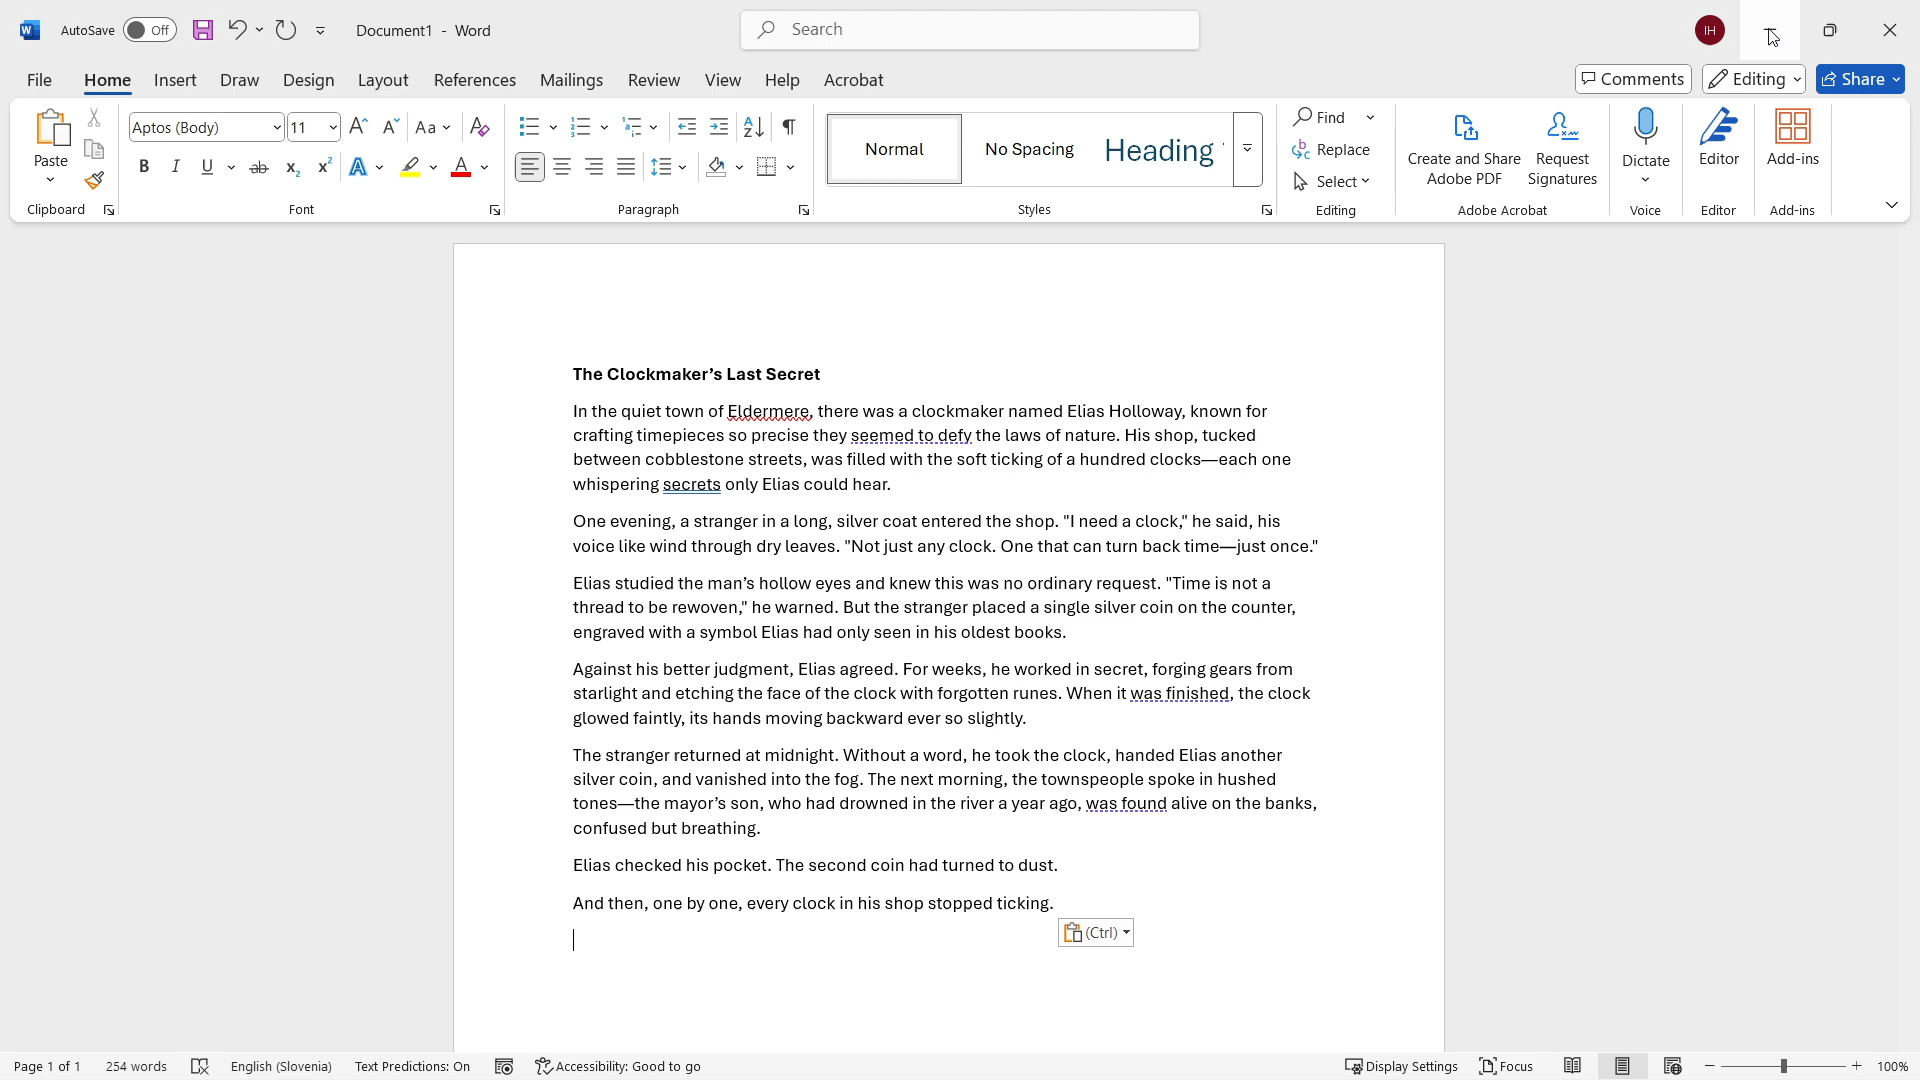 AutoSave Off Document1 - Word Search IH
File Home Insert Draw Design Layout References Mailings Review View Help Acrobat Comments Editing Share
Paste
Clipboard
Aptos (Body) 11
Font
Paragraph
Normal No Spacing Heading
Styles
Find
Replace
Select
Editing
Create and Share
Adobe PDF
Request
Signatures
Adobe Acrobat
Dictate
Voice
Editor
Editor
Add-ins
Add-ins
The Clockmaker’s Last Secret
In the quiet town of Eldermere, there was a clockmaker named Elias Holloway, known for
crafting timepieces so precise they seemed to defy the laws of nature. His shop, tucked
between cobblestone streets, was filled with the soft ticking of a hundred clocks—each one
whispering secrets only Elias could hear.
One evening, a stranger in a long, silver coat entered the shop. "I need a clock," he said, his
voice like wind through dry leaves. "Not just any clock. One that can turn back time—just once."
Elias studied the man’s hollow eyes and knew this was no ordinary request. "Time is not a
thread to be rewoven," he warned. But the stranger placed a single silver coin on the counter,
engraved with a symbol Elias had only seen in his oldest books.
Against his better judgment, Elias agreed. For weeks, he worked in secret, forging gears from
starlight and etching the face of the clock with forgotten runes. When it was finished, the clock
glowed faintly, its hands moving backward ever so slightly.
The stranger returned at midnight. Without a word, he took the clock, handed Elias another
silver coin, and vanished into the fog. The next morning, the townspeople spoke in hushed
tones—the mayor’s son, who had drowned in the river a year ago, was found alive on the banks,
confused but breathing.
Elias checked his pocket. The second coin had turned to dust.
And then, one by one, every clock in his shop stopped ticking.
(Ctrl)
Page 1 of 1 254 words English (Slovenia) Text Predictions: On Accessibility: Good to go Display Settings Focus 100%